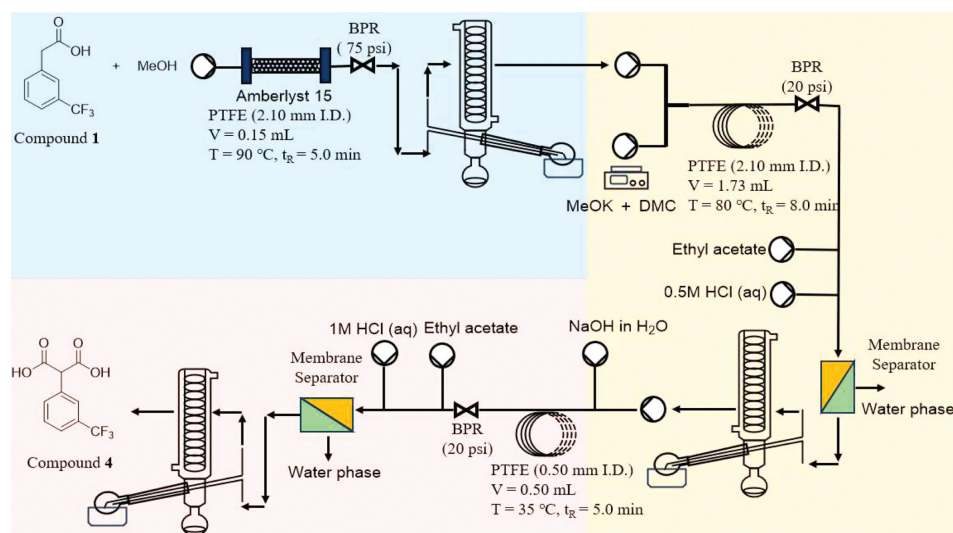 O
OH
CF3
Compound 1
+ MeOH
Amberlyst 15
PTFE (2.10 mm I.D.)
V = 0.15 mL
T = 90 °C, tR = 5.0 min
BPR
( 75 psi)
MeOK + DMC
BPR
(20 psi)
PTFE (2.10 mm I.D.)
V = 1.73 mL
T = 80 °C, tR = 8.0 min
Ethyl acetate
0.5M HCl (aq)
Membrane
Separator
Water phase
NaOH in H2O
PTFE (0.50 mm I.D.)
V = 0.50 mL
T = 35 °C, tR = 5.0 min
BPR
(20 psi)
1M HCl (aq) Ethyl acetate
Membrane
Separator
Water phase
O O
HO OH
CF3
Compound 4